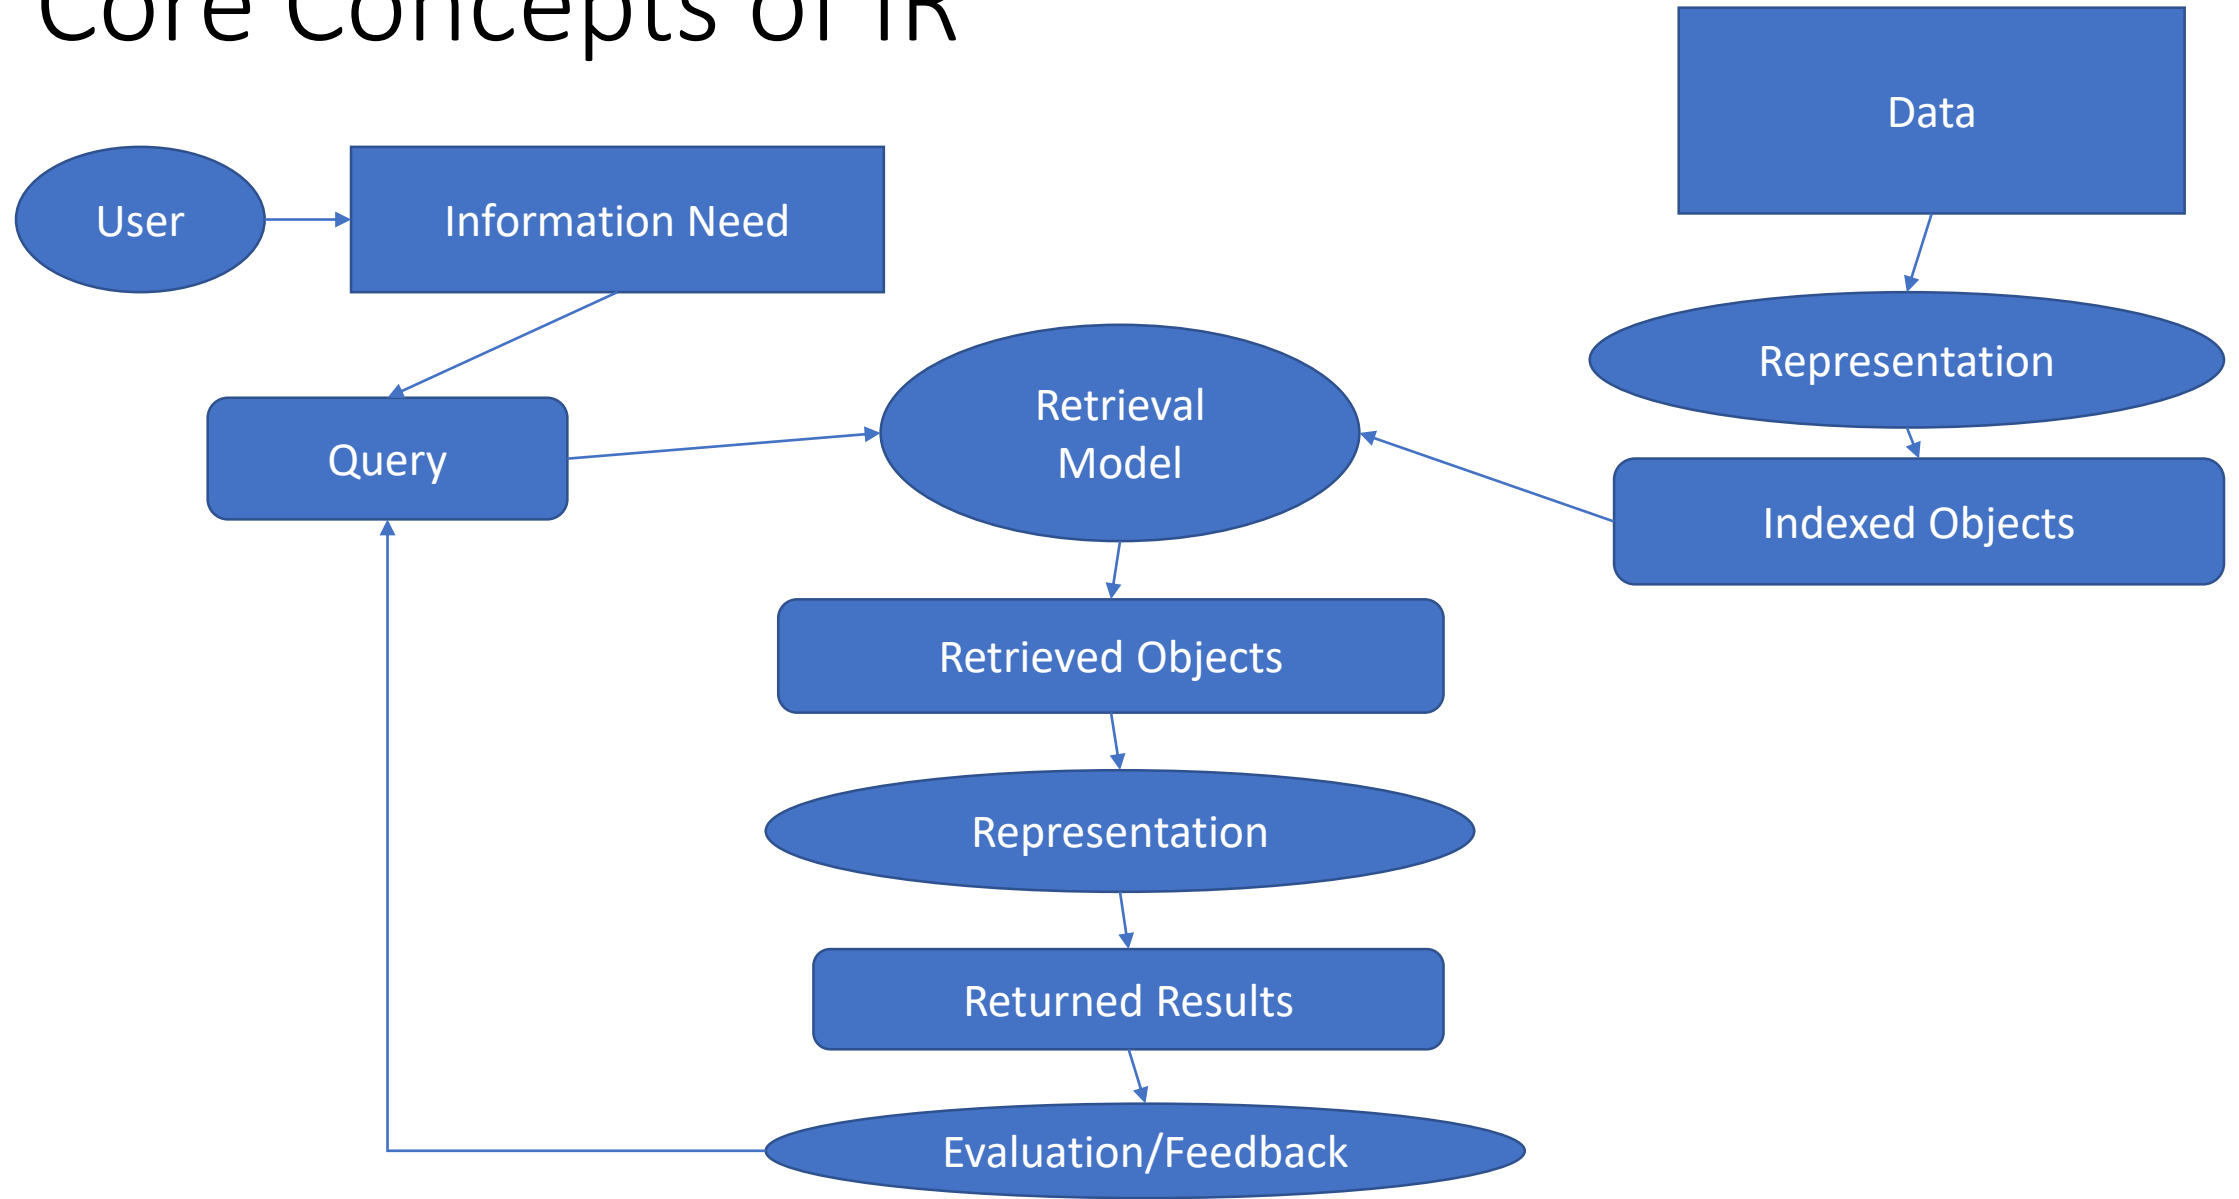 Core Concepts of IR
Data
User
Information Need
Representation
Retrieval
Model
Query
Indexed Objects
Retrieved Objects
Representation
Returned Results
Evaluation/Feedback